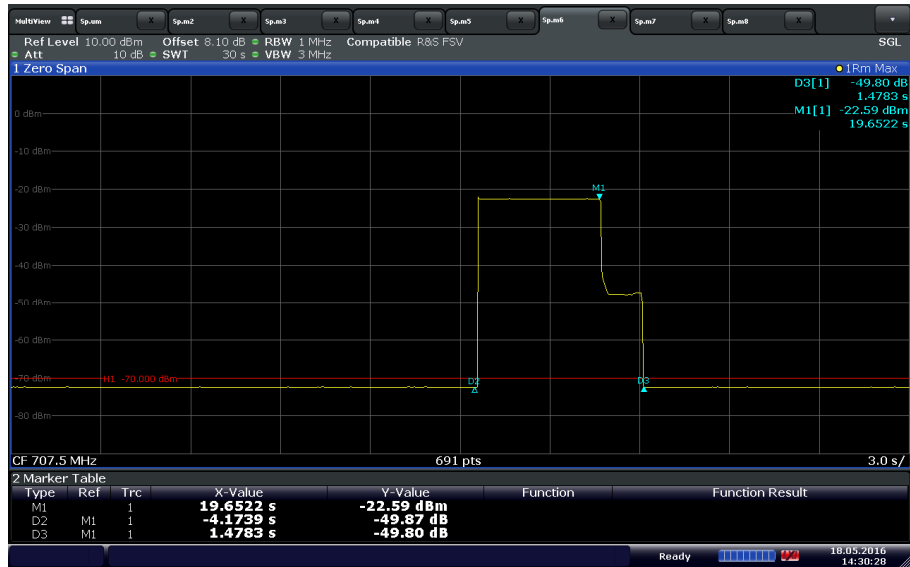 MultiView Sp.um X Sp.m2 X Sp.m3 X Sp.m4 X Sp.m5 X Sp.m6 X Sp.m7 X Sp.m8 X
Ref Level 10.00 dBm Offset 8.10 dB RBW 1 MHz Compatible R&S FSV SGL
Att 10 dB SWT 30 s VBW 3 MHz
1 Zero Span 1Rm Max
D3[1] -49.80 dB
1.4783 s
M1[1] -22.59 dBm
19.6522 s
0 dBm
-10 dBm
-20 dBm
M1
-30 dBm
-40 dBm
-50 dBm
-60 dBm
-70 dBm H1 -70.000 dBm
D2 D3
-80 dBm
CF 707.5 MHz 691 pts 3.0 s/
2 Marker Table
Type Ref Trc X-Value Y-Value Function Function Result
M1 1 19.6522 s -22.59 dBm
D2 M1 1 -4.1739 s -49.87 dB
D3 M1 1 1.4783 s -49.80 dB
Ready 18.05.2016
14:30:28